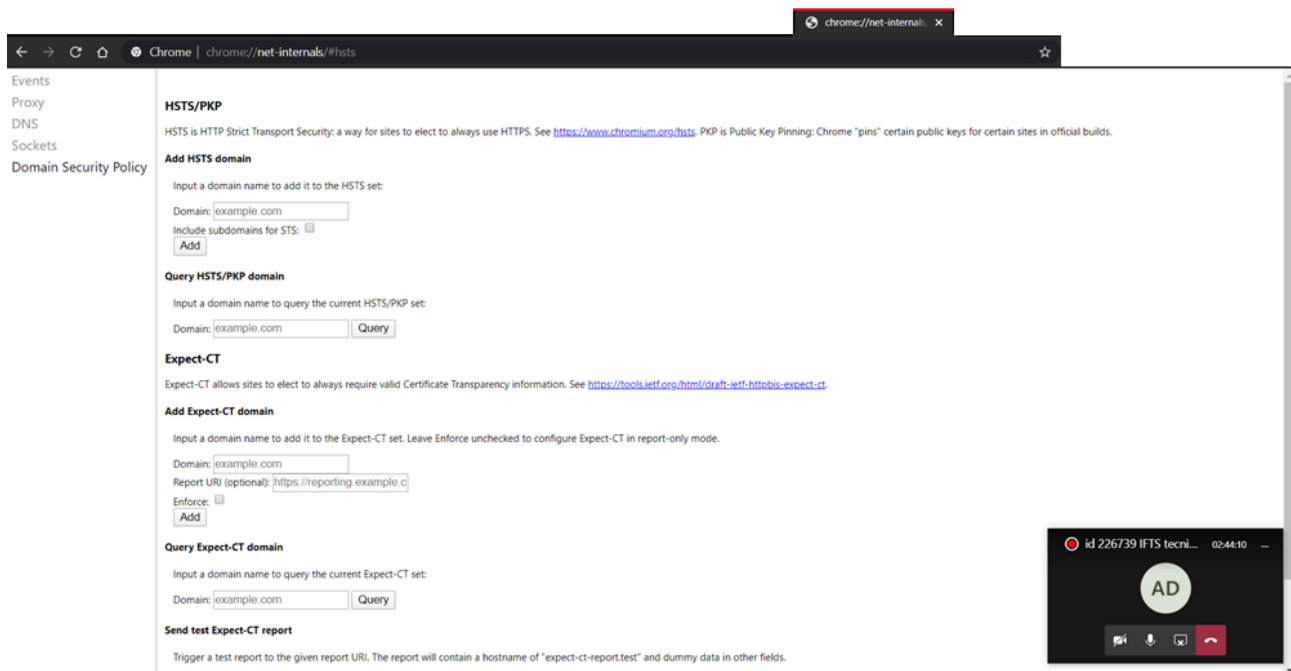 chrome://net-internals
Chrome | chrome://net-internals/#hsts
Events
Proxy
DNS
Sockets
Domain Security Policy
HSTS/PKP
HSTS is HTTP Strict Transport Security: a way for sites to elect to always use HTTPS. See https://www.chromium.org/hsts. PKP is Public Key Pinning: Chrome "pins" certain public keys for certain sites in official builds.
Add HSTS domain
Input a domain name to add it to the HSTS set:
Domain: example.com
Include subdomains for STS:
Add
Query HSTS/PKP domain
Input a domain name to query the current HSTS/PKP set:
Domain: example.com Query
Expect-CT
Expect-CT allows sites to elect to always require valid Certificate Transparency information. See https://tools.ietf.org/html/draft-ietf-httpbis-expect-ct.
Add Expect-CT domain
Input a domain name to add it to the Expect-CT set. Leave Enforce unchecked to configure Expect-CT in report-only mode.
Domain: example.com
Report URI (optional): https://reporting.example.c
Enforce:
Add
Query Expect-CT domain
Input a domain name to query the current Expect-CT set:
Domain: example.com Query
Send test Expect-CT report
Trigger a test report to the given report URI. The report will contain a hostname of "expect-ct-report.test" and dummy data in other fields.
id 226739 IFTS tecni... 02:44:10
AD